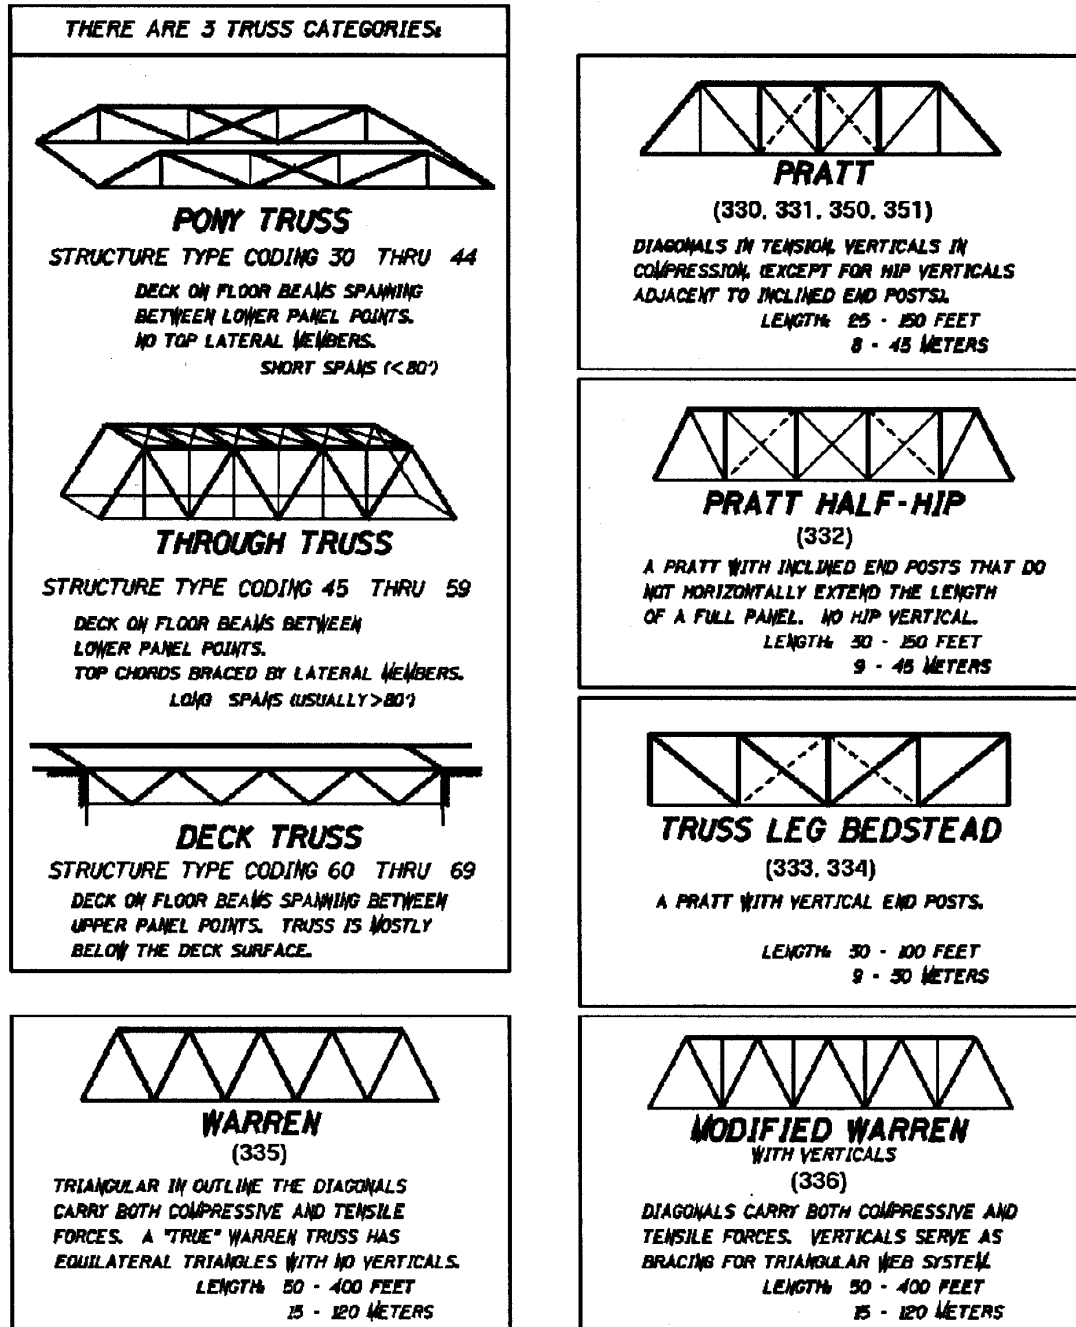 THERE ARE 3 TRUSS CATEGORIES:
PONY TRUSS
STRUCTURE TYPE CODING 30 THRU 44
DECK ON FLOOR BEAMS SPANNING
BETWEEN LOWER PANEL POINTS.
NO TOP LATERAL MEMBERS.
SHORT SPANS (<80')
THROUGH TRUSS
STRUCTURE TYPE CODING 45 THRU 59
DECK ON FLOOR BEAMS BETWEEN
LOWER PANEL POINTS.
TOP CHORDS BRACED BY LATERAL MEMBERS.
LONG SPANS (USUALLY >80')
DECK TRUSS
STRUCTURE TYPE CODING 60 THRU 69
DECK ON FLOOR BEAMS SPANNING BETWEEN
UPPER PANEL POINTS. TRUSS IS MOSTLY
BELOW THE DECK SURFACE.
WARREN
(335)
TRIANGULAR IN OUTLINE THE DIAGONALS
CARRY BOTH COMPRESSIVE AND TENSILE
FORCES. A "TRUE" WARREN TRUSS HAS
EQUILATERAL TRIANGLES WITH NO VERTICALS.
LENGTH: 50 - 400 FEET
15 - 120 METERS
PRATT
(330, 331, 350, 351)
DIAGONALS IN TENSION, VERTICALS IN
COMPRESSION, (EXCEPT FOR HIP VERTICALS
ADJACENT TO INCLINED END POSTS).
LENGTH: 25 - 150 FEET
8 - 45 METERS
PRATT HALF-HIP
(332)
A PRATT WITH INCLINED END POSTS THAT DO
NOT HORIZONTALLY EXTEND THE LENGTH
OF A FULL PANEL. NO HIP VERTICAL.
LENGTH: 30 - 150 FEET
9 - 45 METERS
TRUSS LEG BEDSTEAD
(333, 334)
A PRATT WITH VERTICAL END POSTS.
LENGTH: 30 - 100 FEET
9 - 30 METERS
MODIFIED WARREN
WITH VERTICALS
(336)
DIAGONALS CARRY BOTH COMPRESSIVE AND
TENSILE FORCES. VERTICALS SERVE AS
BRACING FOR TRIANGULAR WEB SYSTEM.
LENGTH: 50 - 400 FEET
15 - 120 METERS